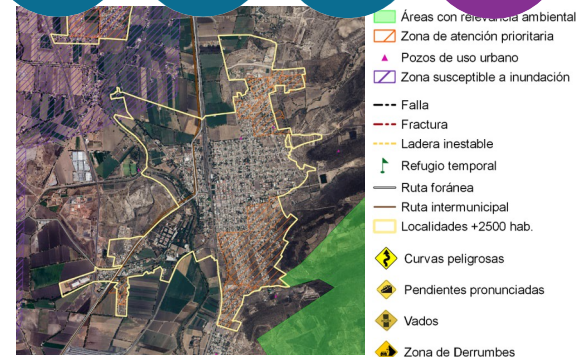 Áreas con relevancia ambiental
Zona de atención prioritaria
Pozos de uso urbano
Zona susceptible a inundación
Falla
Fractura
Ladera inestable
Refugio temporal
Ruta foránea
Ruta intermunicipal
Localidades +2500 hab.
Curvas peligrosas
Pendientes pronunciadas
Vados
Zona de Derrumbes